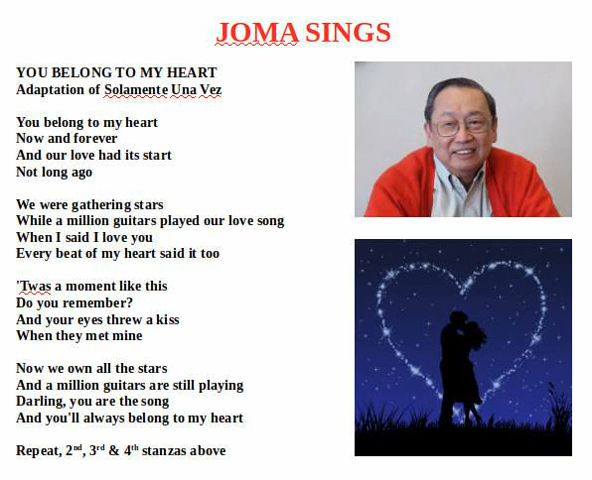 JOMA SINGS
YOU BELONG TO MY HEART
Adaptation of Solamente Una Vez
You belong to my heart
Now and forever
And our love had its start
Not long ago
We were gathering stars
While a million guitars played our love song
When I said I love you
Every beat of my heart said it too
'Twas a moment like this
Do you remember?
And your eyes threw a kiss
When they met mine
Now we own all the stars
And a million guitars are still playing
Darling, you are the song
And you'll always belong to my heart
Repeat, 2nd, 3rd & 4th stanzas above